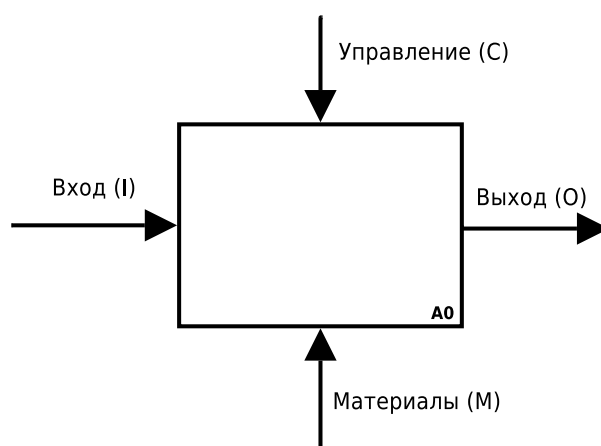 Управление (C)
Вход (I)
Выход (O)
A0
Материалы (M)